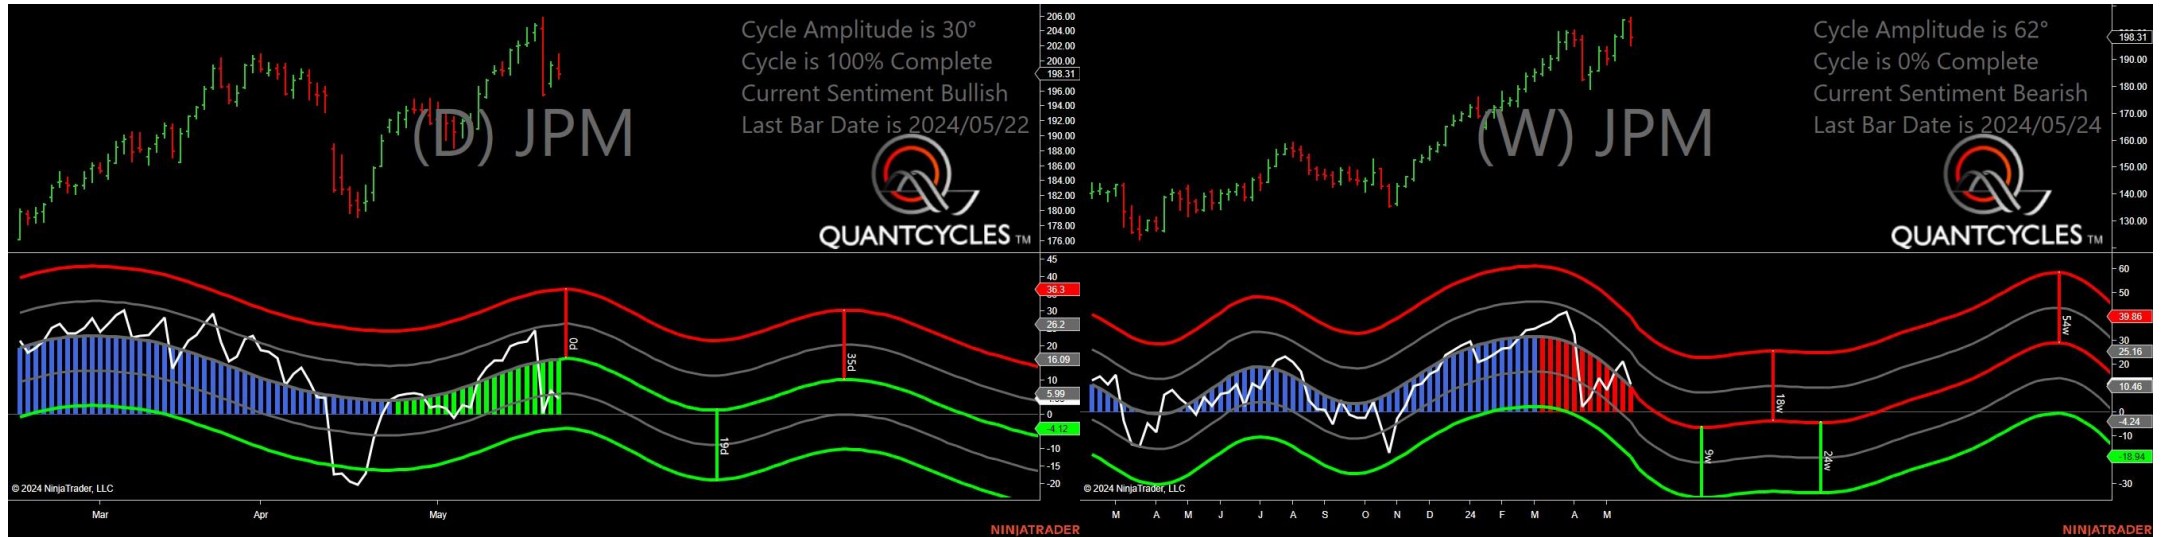 Cycle Amplitude is 30°
Cycle is 100% Complete
Current Sentiment Bullish
Last Bar Date is 2024/05/22
(D) JPM
QUANTCYCLES TM
206.00
204.00
202.00
200.00
198.31
196.00
194.00
192.00
190.00
188.00
186.00
184.00
182.00
180.00
178.00
176.00
45
40
36.3
30
26.2
20
16.09
10
5.99
0
-4.12
-10
-15
-20
0d
35d
19d
© 2024 NinjaTrader, LLC
Mar Apr May
NINJATRADER
Cycle Amplitude is 62°
Cycle is 0% Complete
Current Sentiment Bearish
Last Bar Date is 2024/05/24
(W) JPM
QUANTCYCLES TM
198.31
190.00
180.00
170.00
160.00
150.00
140.00
130.00
60
50
39.86
30
25.16
20
10.46
0
-4.24
-10
-18.94
-30
54w
18w
9w
24w
© 2024 NinjaTrader, LLC
M A M J J A S O N D 24 F M A M
NINJATRADER